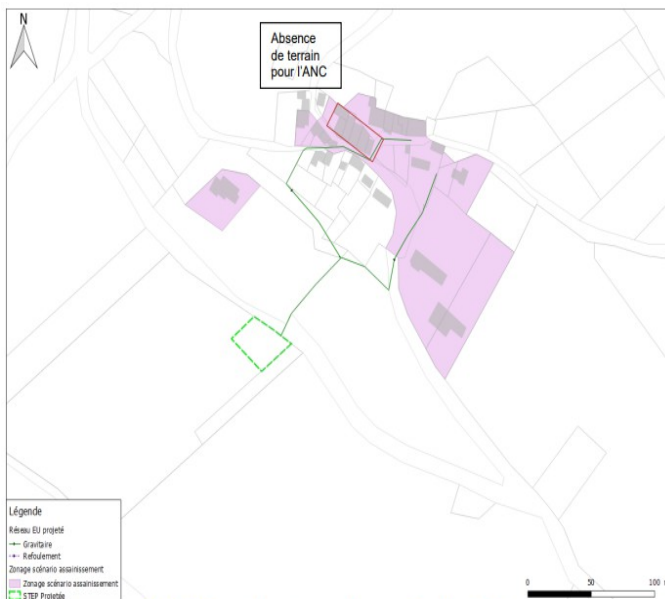 N
Absence
de terrain
pour l'ANC
Légende
Réseau EU projeté
Gravitaire
Refoulement
Zonage scénario assainissement
Zonage scénario assainissement
STEP Projetée
0 50 100